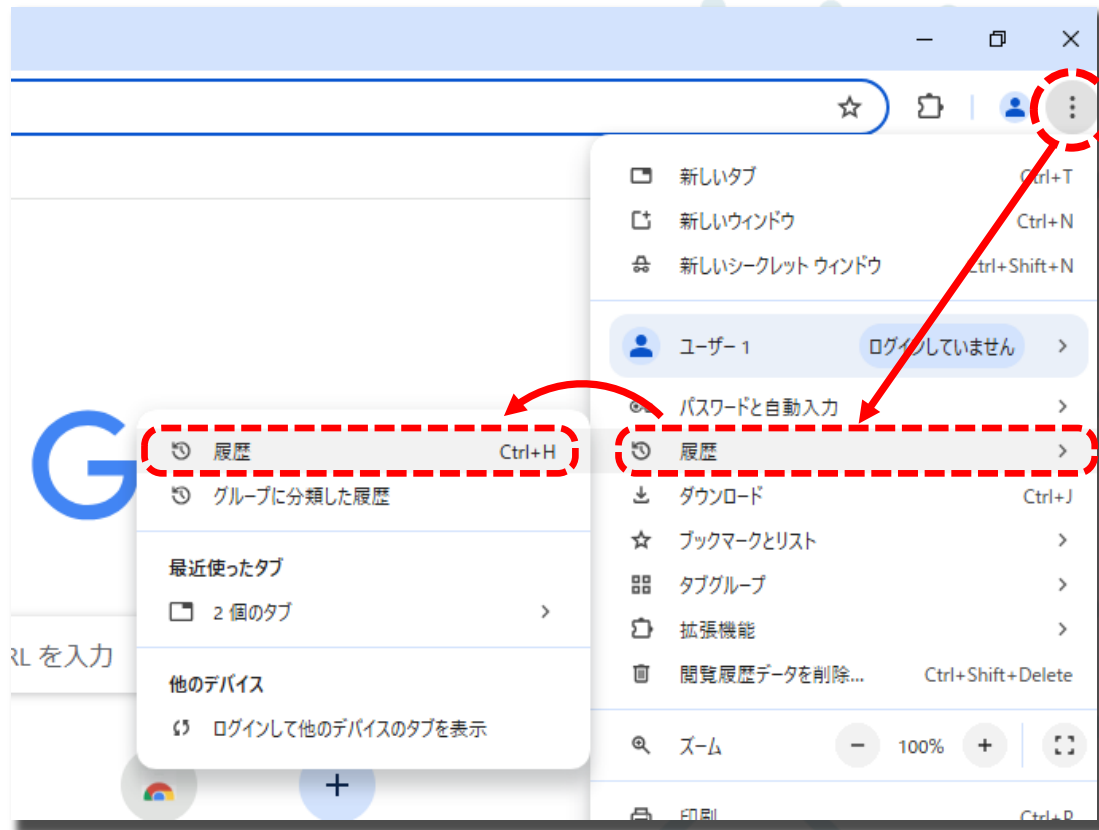 新しいタブ Ctrl+T
新しいウィンドウ Ctrl+N
新しいシークレット ウィンドウ Ctrl+Shift+N
ユーザー 1 ログインしていません
パスワードと自動入力
履歴
ダウンロード Ctrl+J
ブックマークとリスト
タブグループ
拡張機能
閲覧履歴データを削除... Ctrl+Shift+Delete
ズーム - 100% +
印刷 Ctrl+P
履歴 Ctrl+H
グループに分類した履歴
最近使ったタブ
2 個のタブ
他のデバイス
ログインして他のデバイスのタブを表示
G
RL を入力